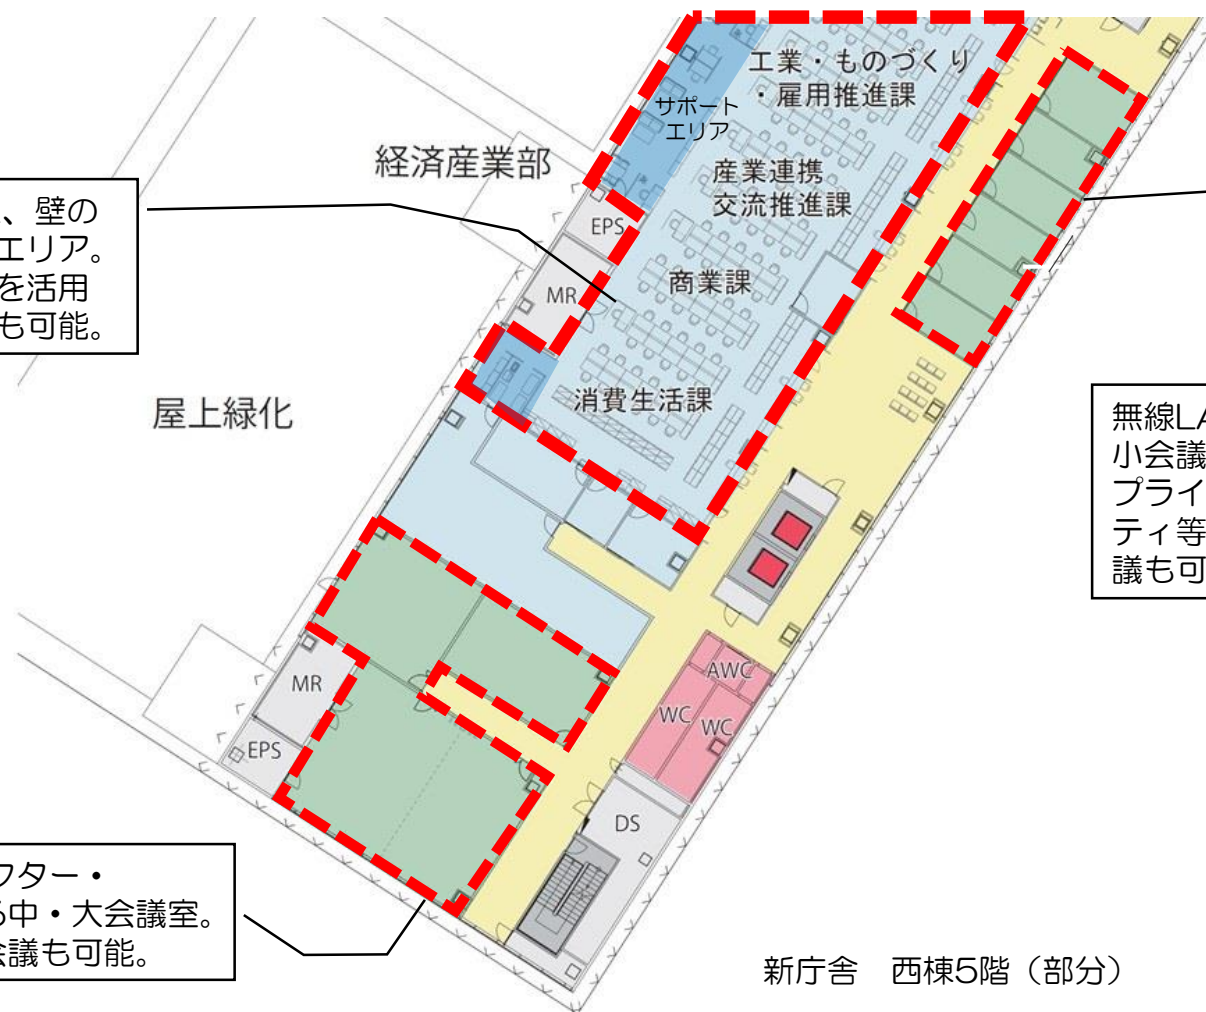 工業・ものづくり
・雇用推進課
サポート
エリア
経済産業部
産業連携
交流推進課
、壁の
エリア。
を活用
も可能。
EPS
MR
商業課
消費生活課
屋上緑化
無線LA
小会議
プライ
ティ等
議も可
MR
EPS
AWC
WC
WC
DS
クター・
る中・大会議室。
会議も可能。
新庁舎　西棟5階（部分）